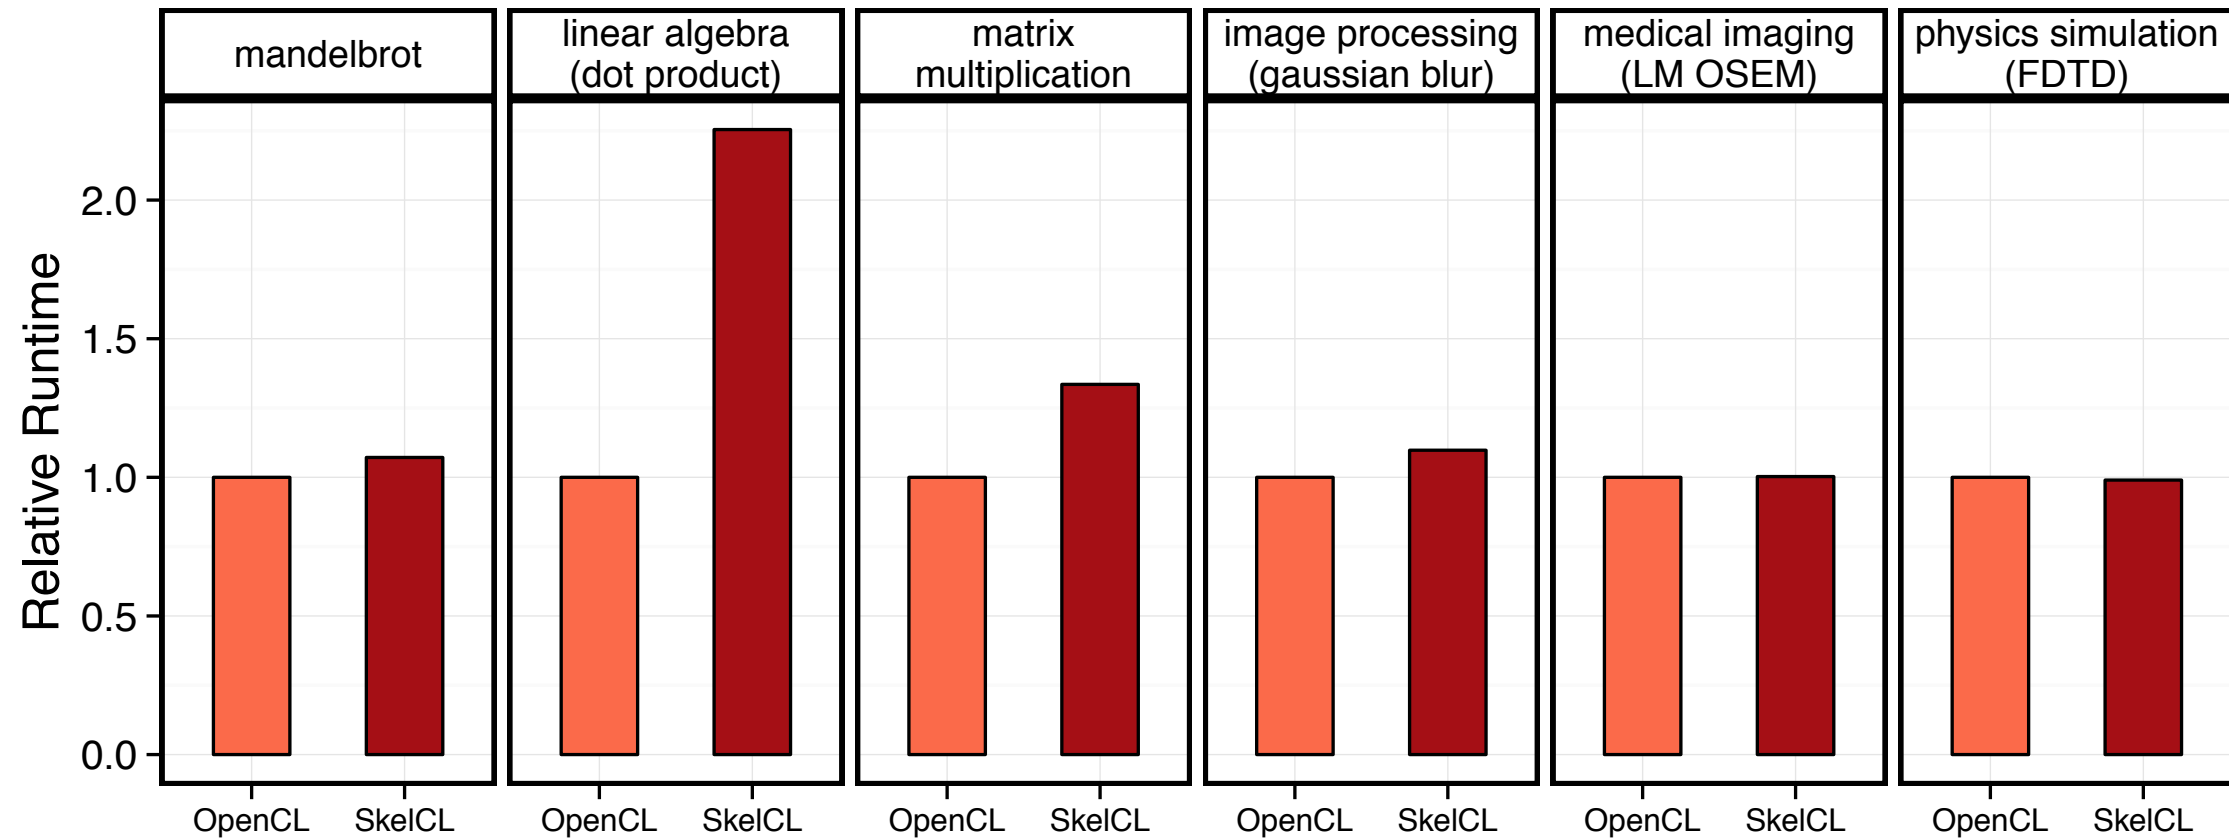 mandelbrot
linear algebra
(dot product)
matrix
multiplication
image processing
(gaussian blur)
medical imaging
(LM OSEM)
physics simulation
(FDTD)
Relative Runtime
2.0
1.5
1.0
0.5
0.0
OpenCL SkelCL OpenCL SkelCL OpenCL SkelCL OpenCL SkelCL OpenCL SkelCL OpenCL SkelCL